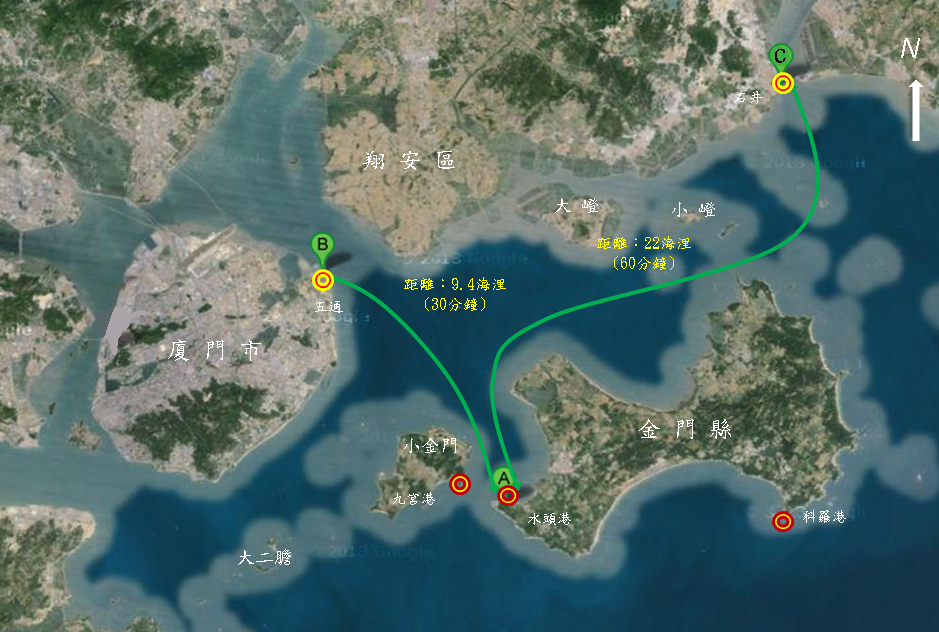 N
C
石井
翔安區
大嶝
小嶝
距離：22海浬
(60分鐘)
B
五通
距離：9.4海浬
(30分鐘)
廈門市
金門縣
小金門
九宮港
A
水頭港
料羅港
大二膽
2013 Google